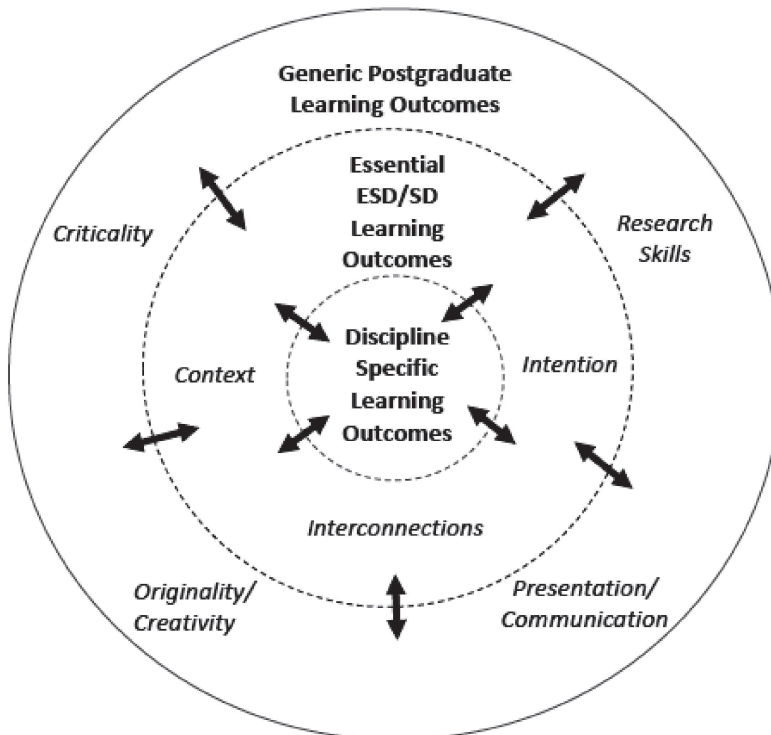 Generic Postgraduate
Learning Outcomes
Essential
ESD/SD
Learning
Outcomes
Criticality
Research
Skills
Discipline
Specific
Learning
Outcomes
Context
Intention
Interconnections
Originality/
Creativity
Presentation/
Communication